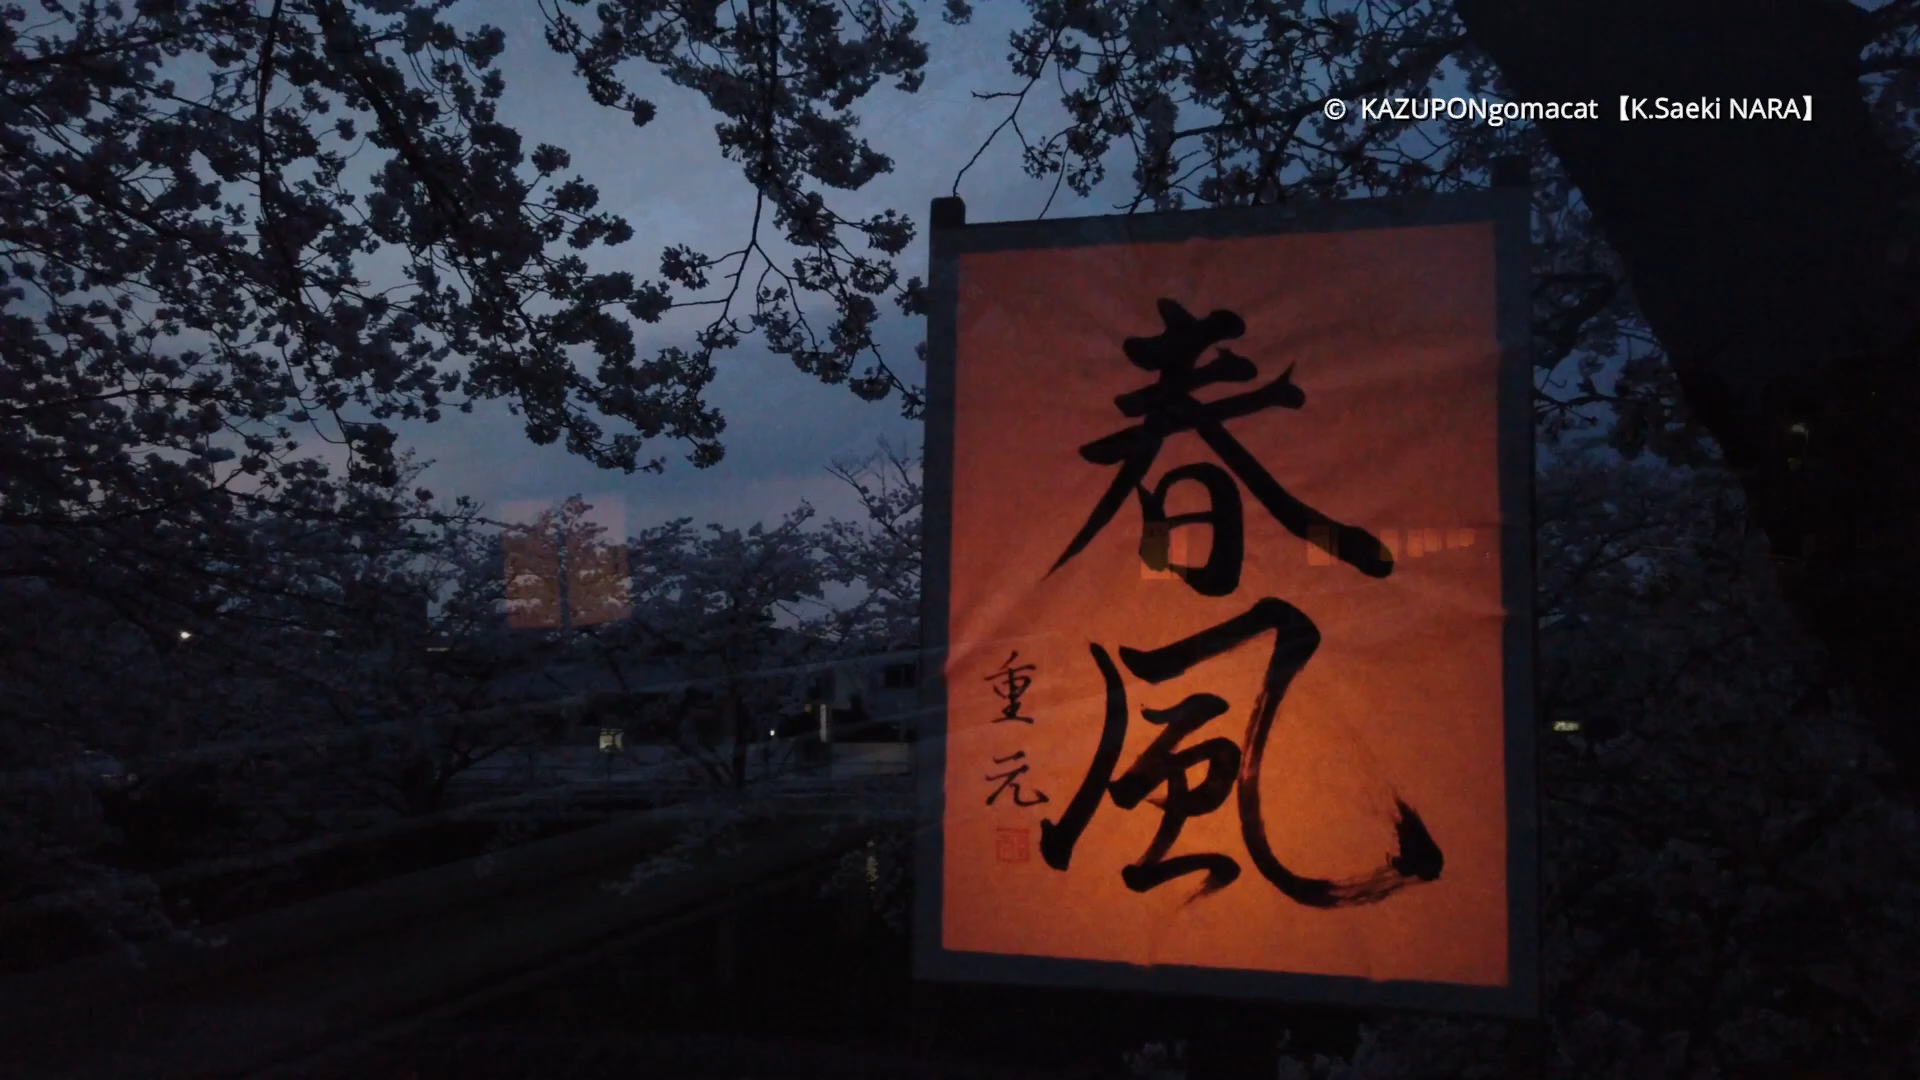 © KAZUPONgomacat【K.Saeki NARA】
春風
重元